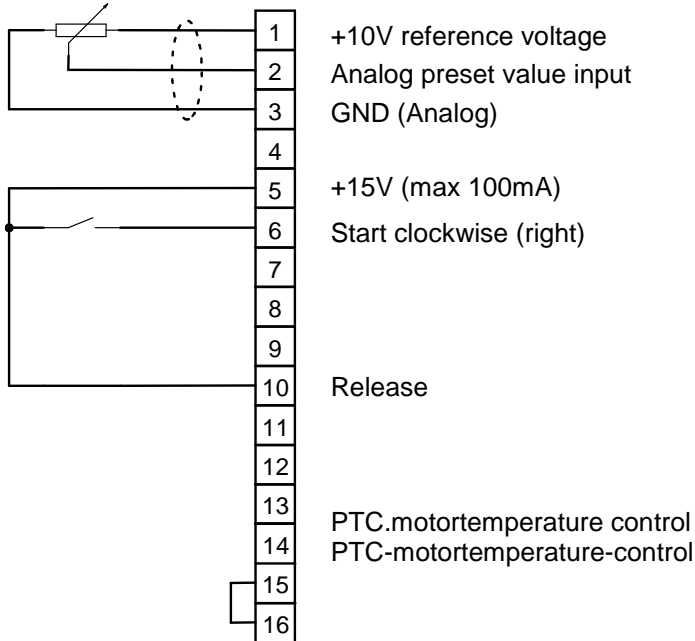 1 +10V reference voltage
2 Analog preset value input
3 GND (Analog)
4
5 +15V (max 100mA)
6 Start clockwise (right)
7
8
9
10 Release
11
12
13
PTC.motortemperature control
14 PTC-motortemperature-control
15
16